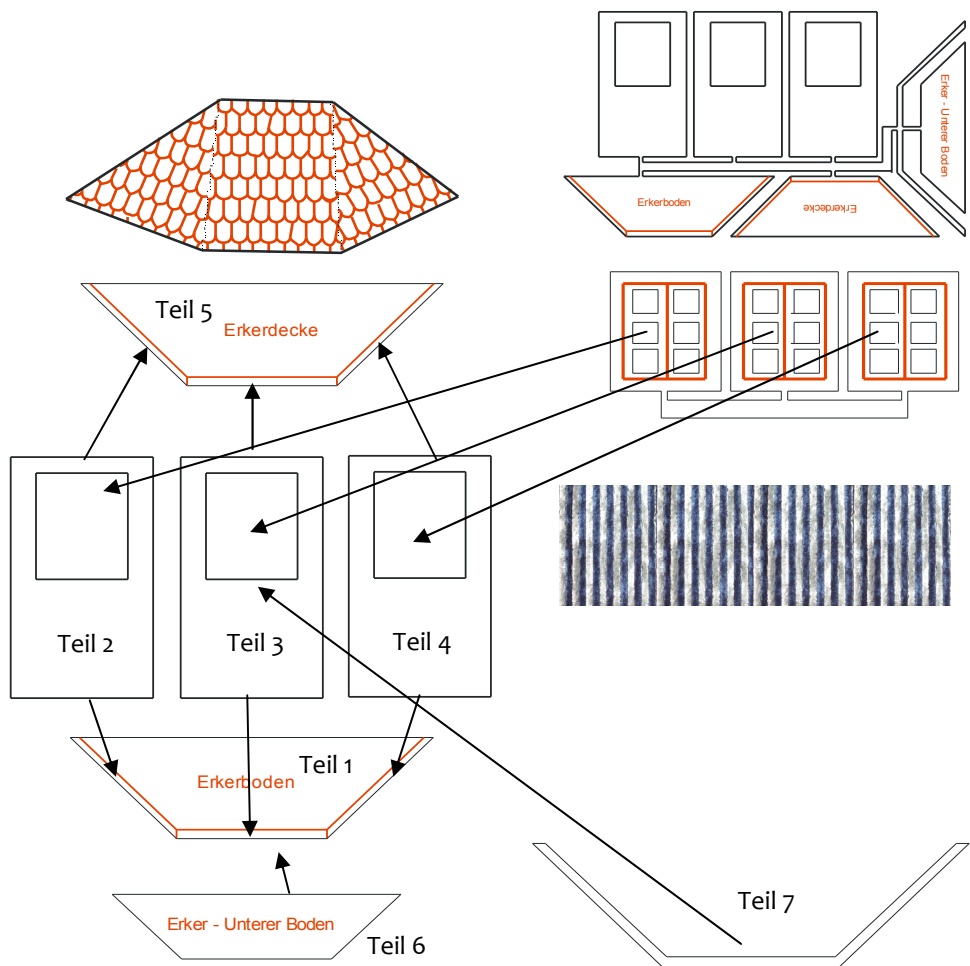 Erker - Unterer Boden
Erkerboden
Erkerdecke
Teil 5
Erkerdecke
Teil 2
Teil 3
Teil 4
Teil 1
Erkerboden
Erker - Unterer Boden
Teil 6
Teil 7